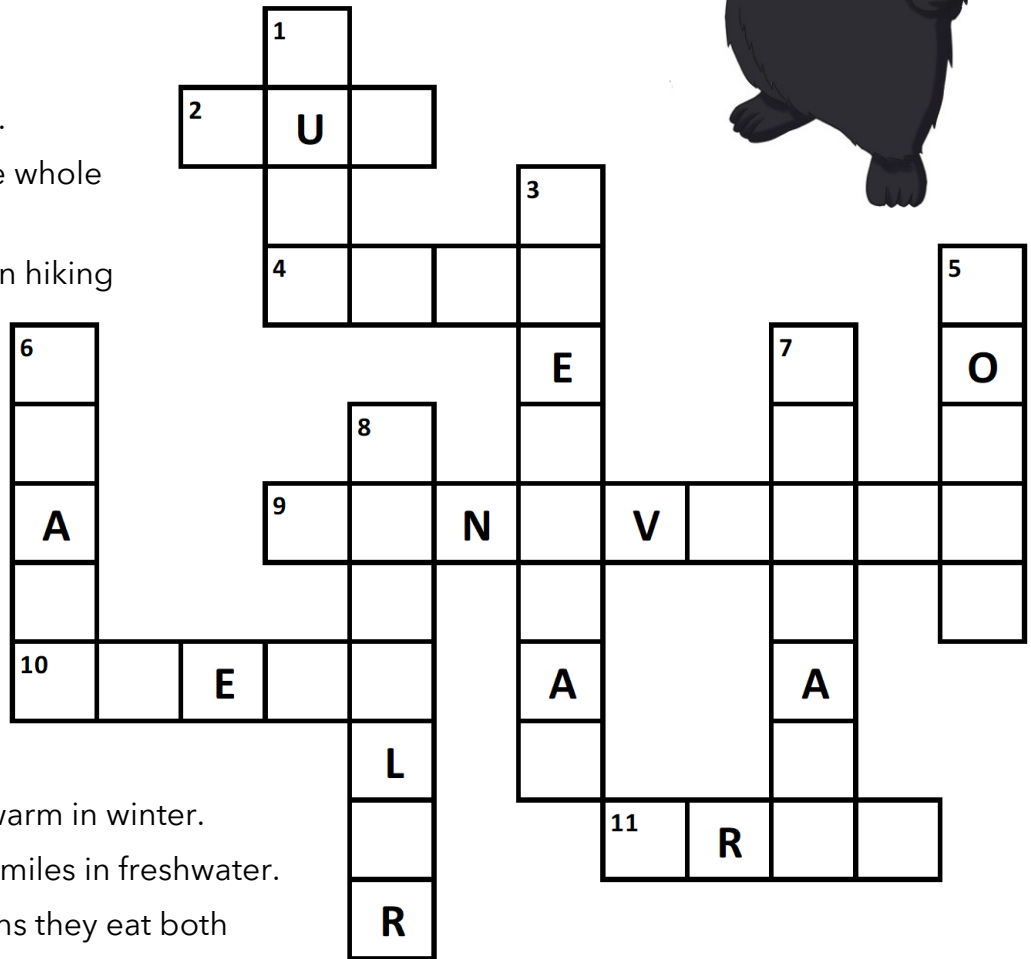 1
2 U
.
e whole
3
n hiking
4
5
6
E
7
O
8
A
9 N V
10 E
A
A
L
warm in winter.
11 R
miles in freshwater.
ns they eat both
R